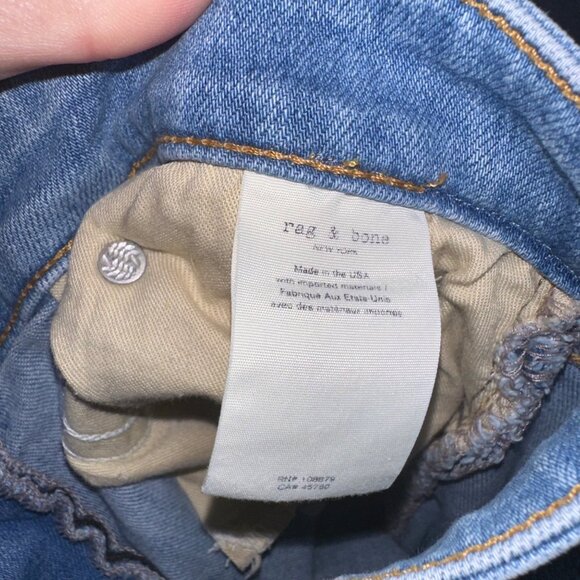 rag & bone
NEW YORK
Made in the USA
with imported materials /
Fabriqué Aux Etats-Unis
avec des matériaux importés
RN# 108879
CA# 45790